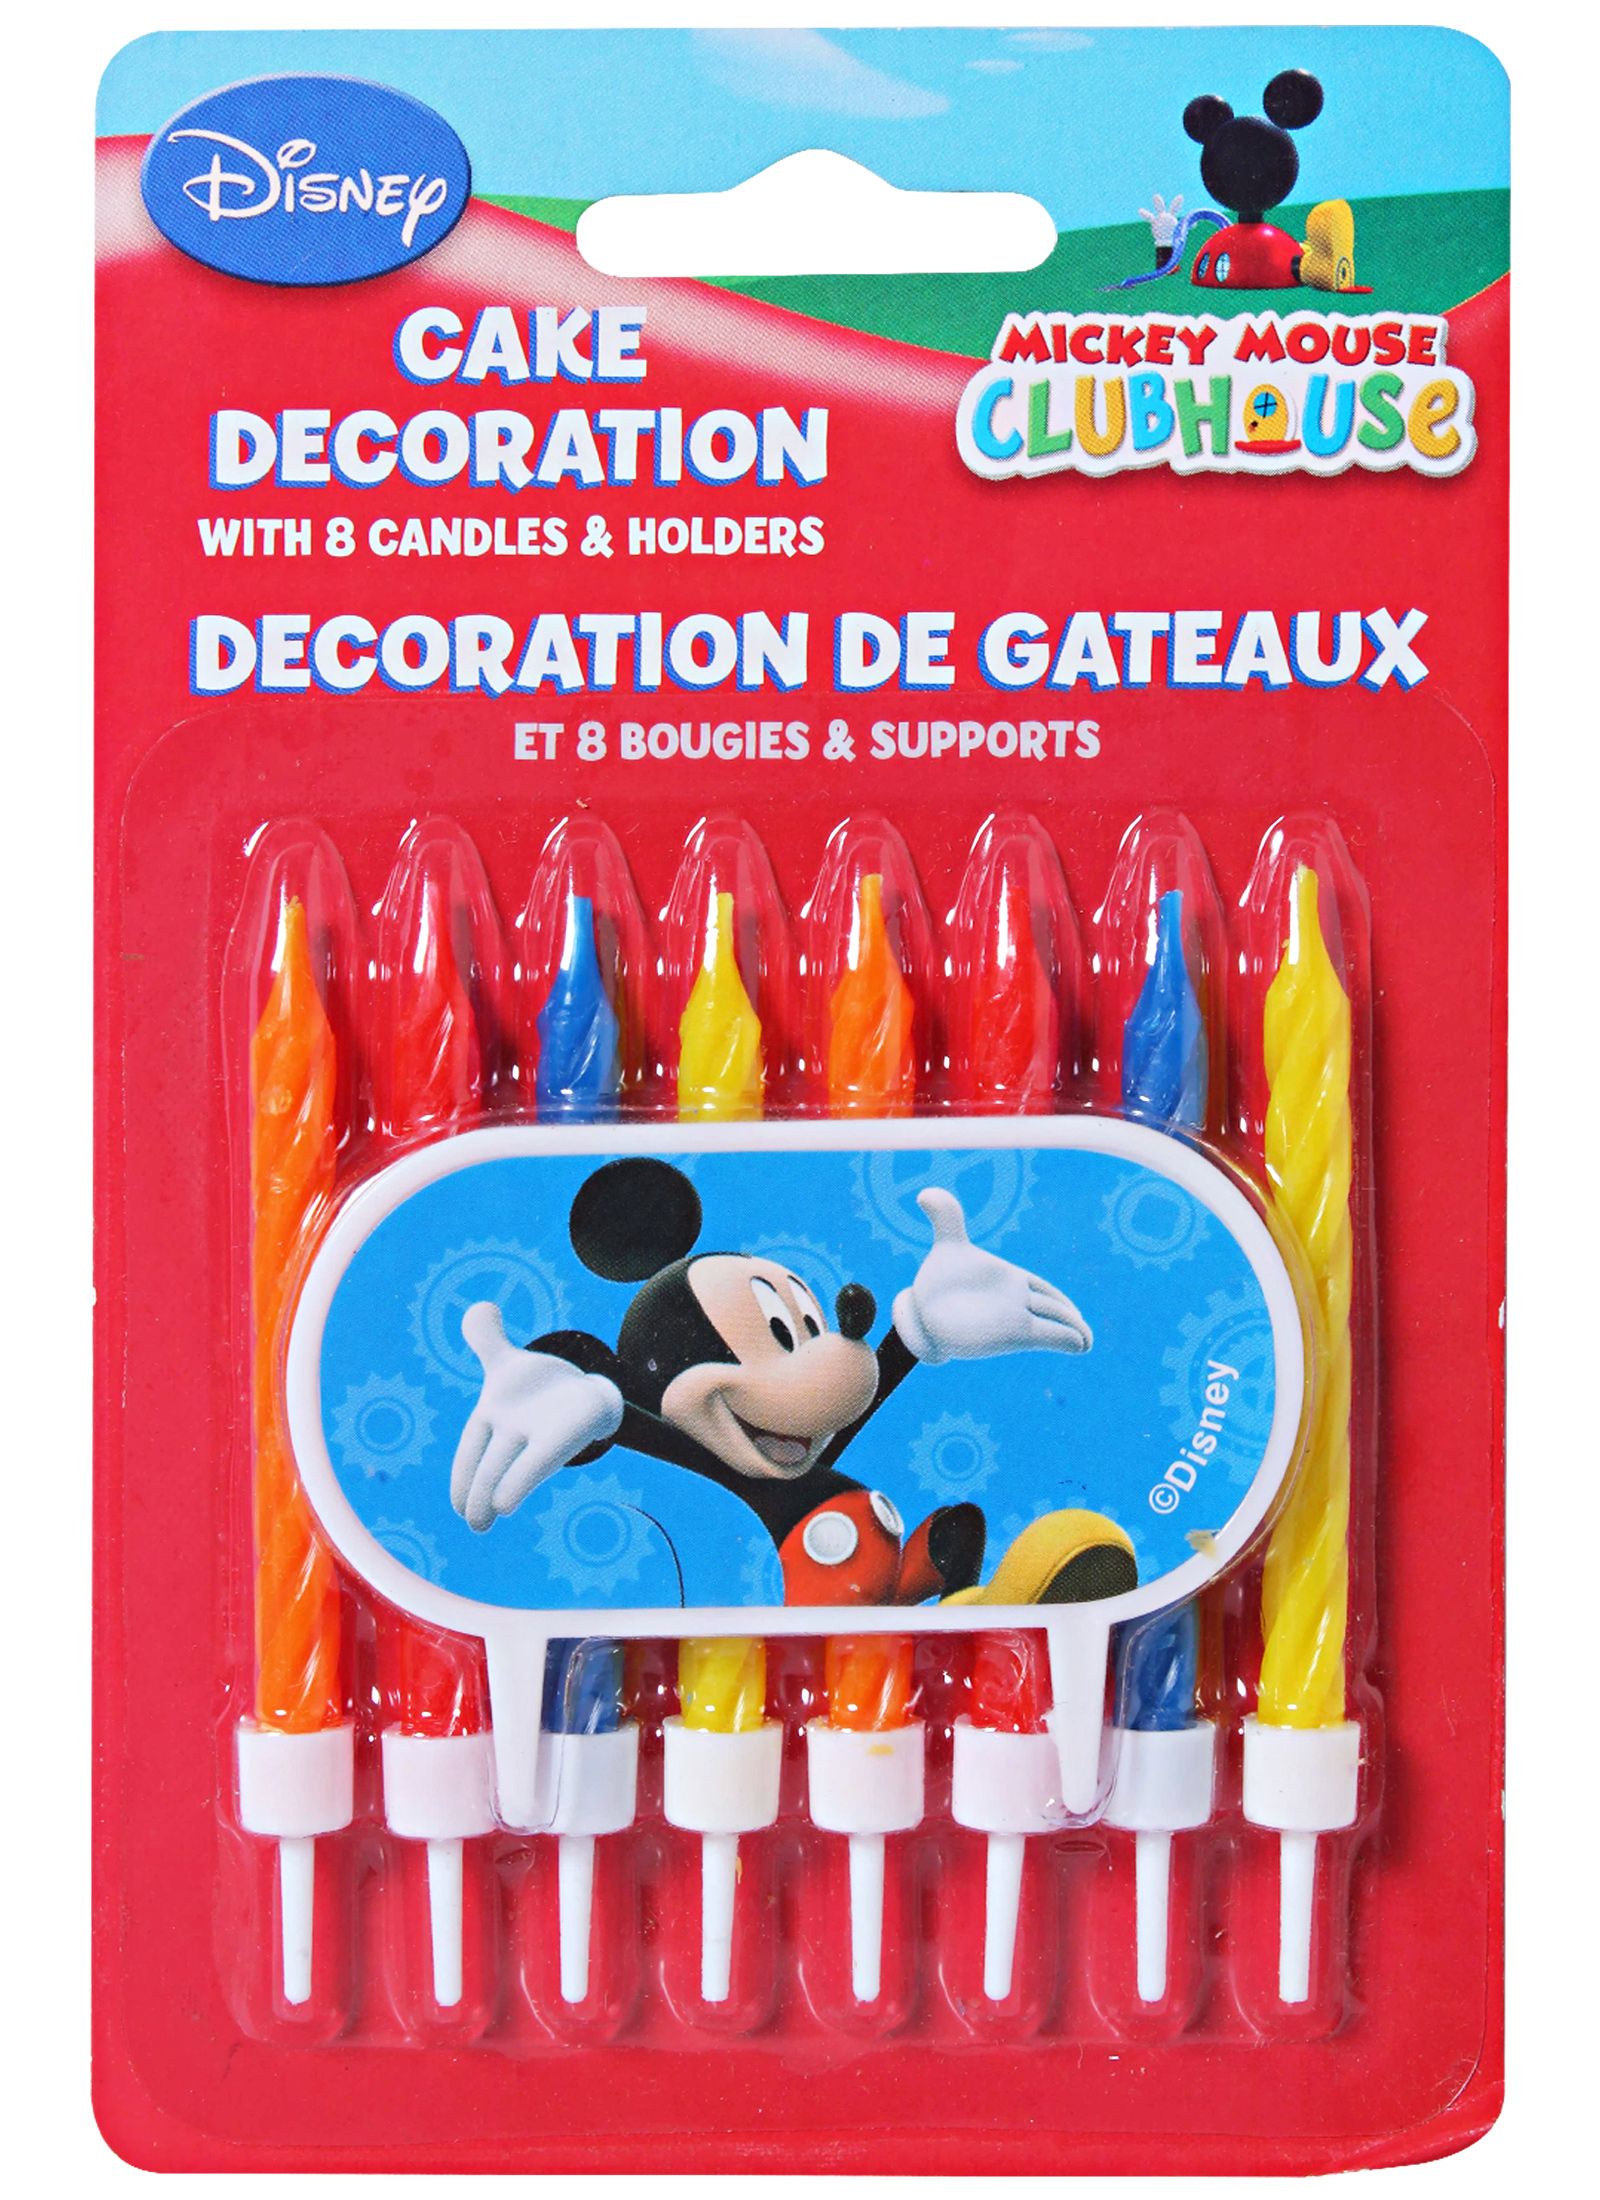 DISNEY
MICKEY MOUSE
CLUBHOUSE
CAKE
DECORATION
WITH 8 CANDLES & HOLDERS
DECORATION DE GATEAUX
ET 8 BOUGIES & SUPPORTS
©Disney